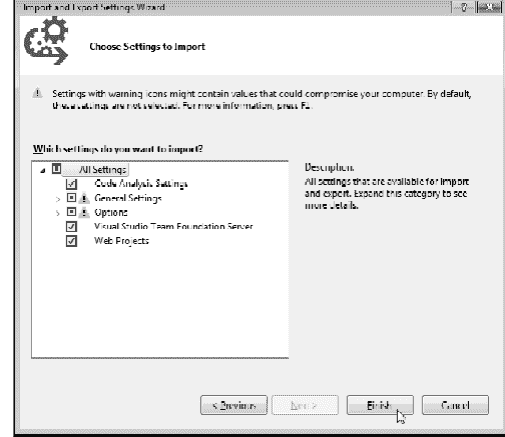 Import and Export Settings Wizard
Choose Settings to Import
Settings with warning icons might contain values that could compromise your computer. By default,
these settings are not selected. For more information, press F1.
Which settings do you want to import?
All Settings
Code Analysis Settings
General Settings
Options
Visual Studio Team Foundation Server
Web Projects
Description:
All settings that are available for import
and export. Expand this category to see
more details.
< Previous
Next >
Finish
Cancel